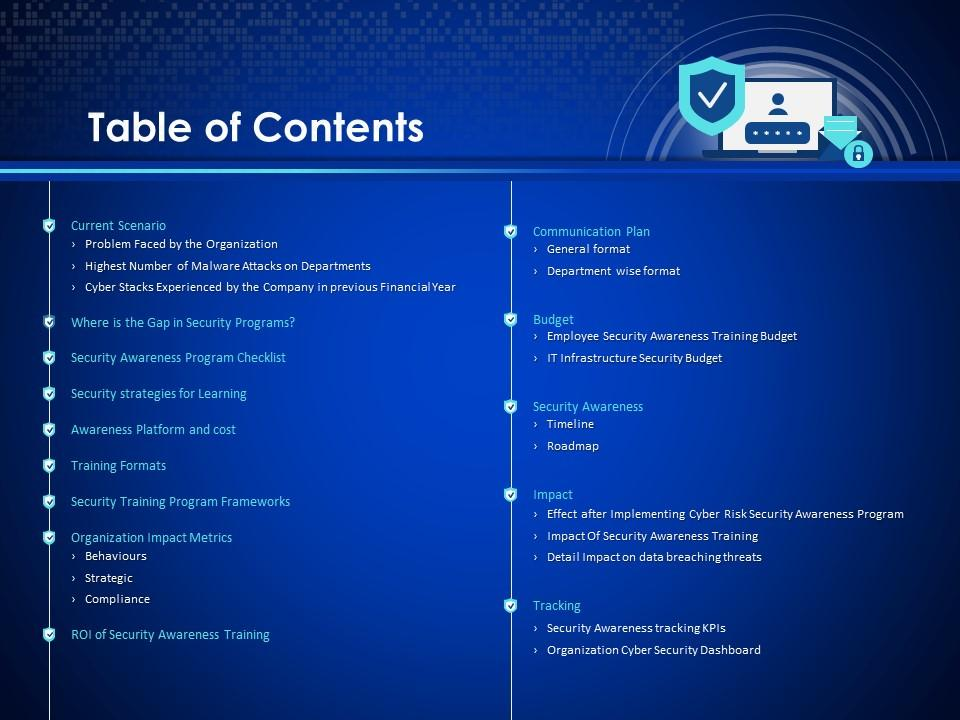 Table of Contents
* * * * *
Current Scenario
› Problem Faced by the Organization
› Highest Number of Malware Attacks on Departments
› Cyber Stacks Experienced by the Company in previous Financial Year
Where is the Gap in Security Programs?
Security Awareness Program Checklist
Security strategies for Learning
Awareness Platform and cost
Training Formats
Security Training Program Frameworks
Organization Impact Metrics
› Behaviours
› Strategic
› Compliance
ROI of Security Awareness Training
Communication Plan
› General format
› Department wise format
Budget
› Employee Security Awareness Training Budget
› IT Infrastructure Security Budget
Security Awareness
› Timeline
› Roadmap
Impact
› Effect after Implementing Cyber Risk Security Awareness Program
› Impact Of Security Awareness Training
› Detail Impact on data breaching threats
Tracking
› Security Awareness tracking KPIs
› Organization Cyber Security Dashboard